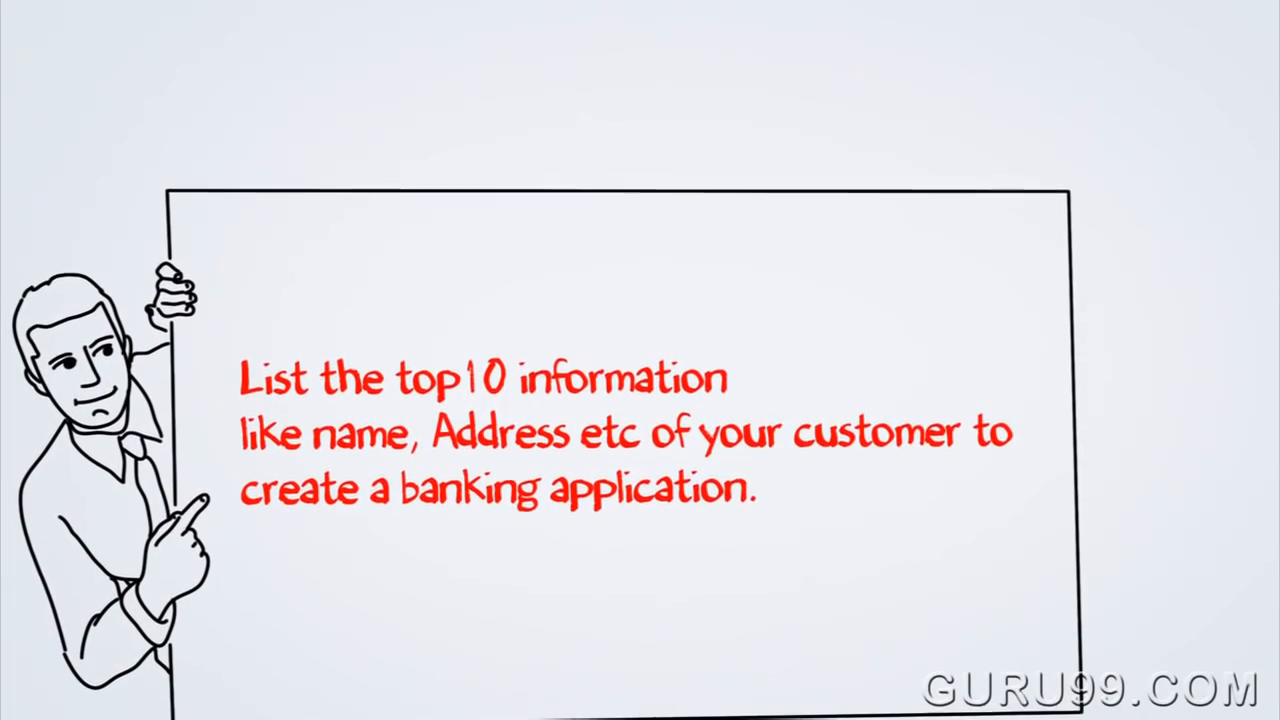 List the top10 information
like name, Address etc of your customer to
create a banking application.
GURU99.COM